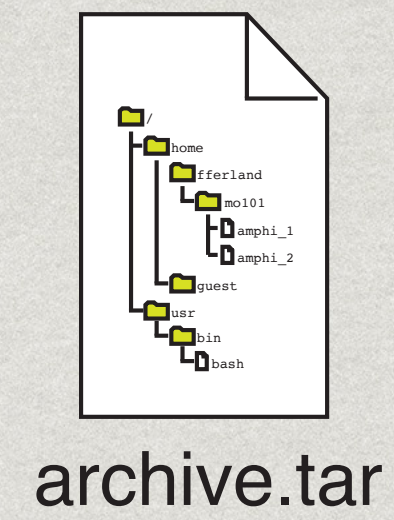 /
home
fferland
mo101
amphi_1
amphi_2
guest
usr
bin
bash
archive.tar